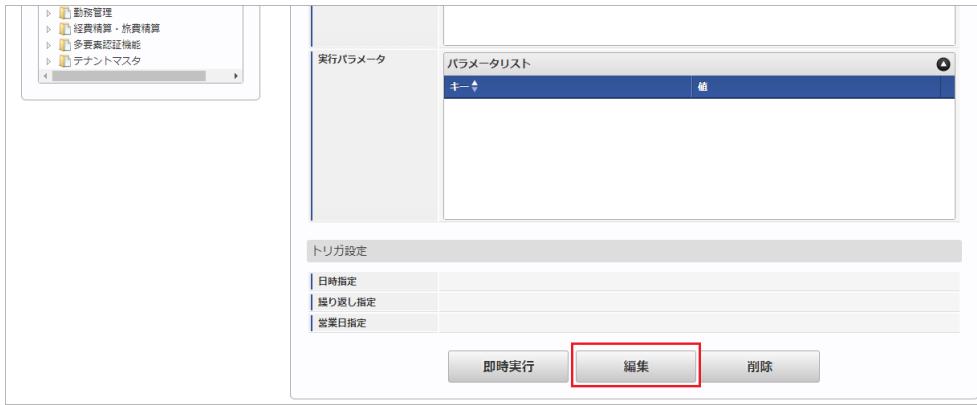 勤務管理
経費精算・旅費精算
多要素認証機能
テナントマスタ
実行パラメータ
パラメータリスト
キー
値
トリガ設定
日時指定
繰り返し指定
営業日指定
即時実行
編集
削除